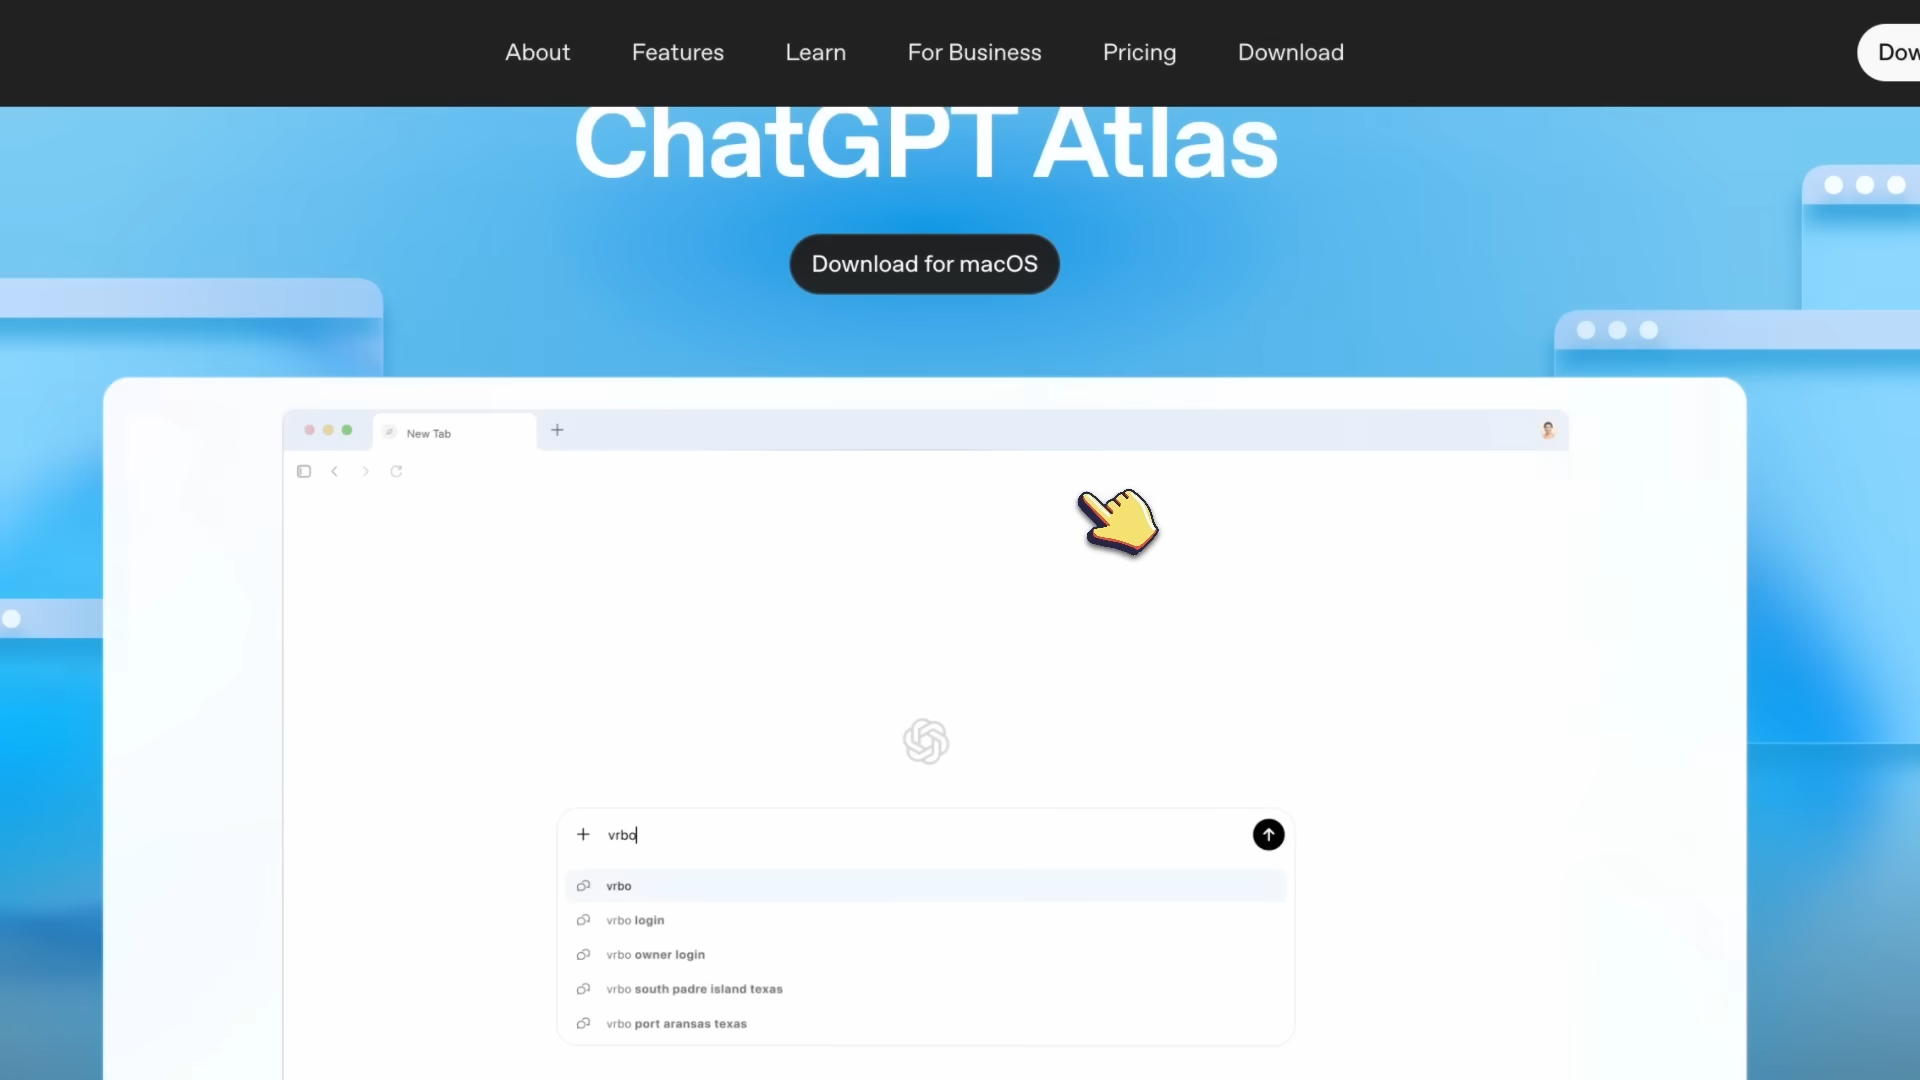 About Features Learn For Business Pricing Download
Dow
ChatGPT Atlas
Download for macOS
New Tab
vrbo
vrbo
vrbo login
vrbo owner login
vrbo south padre island texas
vrbo port aransas texas